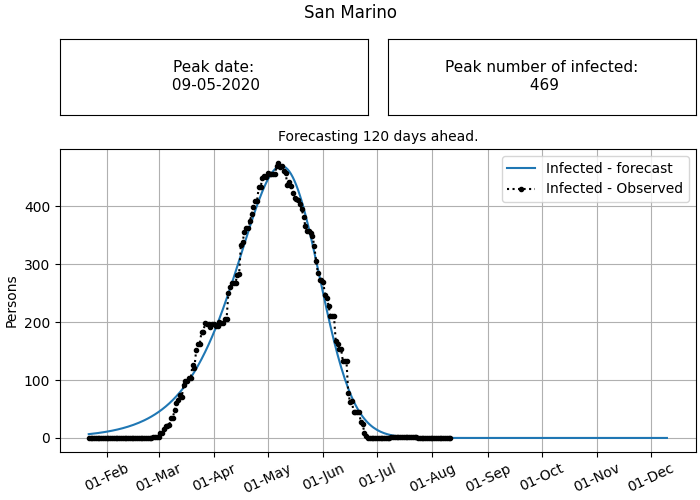 San Marino
Peak date:
09-05-2020
Peak number of infected:
469
Forecasting 120 days ahead.
Infected - forecast
Infected - Observed
Persons
400
300
200
100
0
01-Feb
01-Mar
01-Apr
01-May
01-Jun
01-Jul
01-Aug
01-Sep
01-Oct
01-Nov
01-Dec